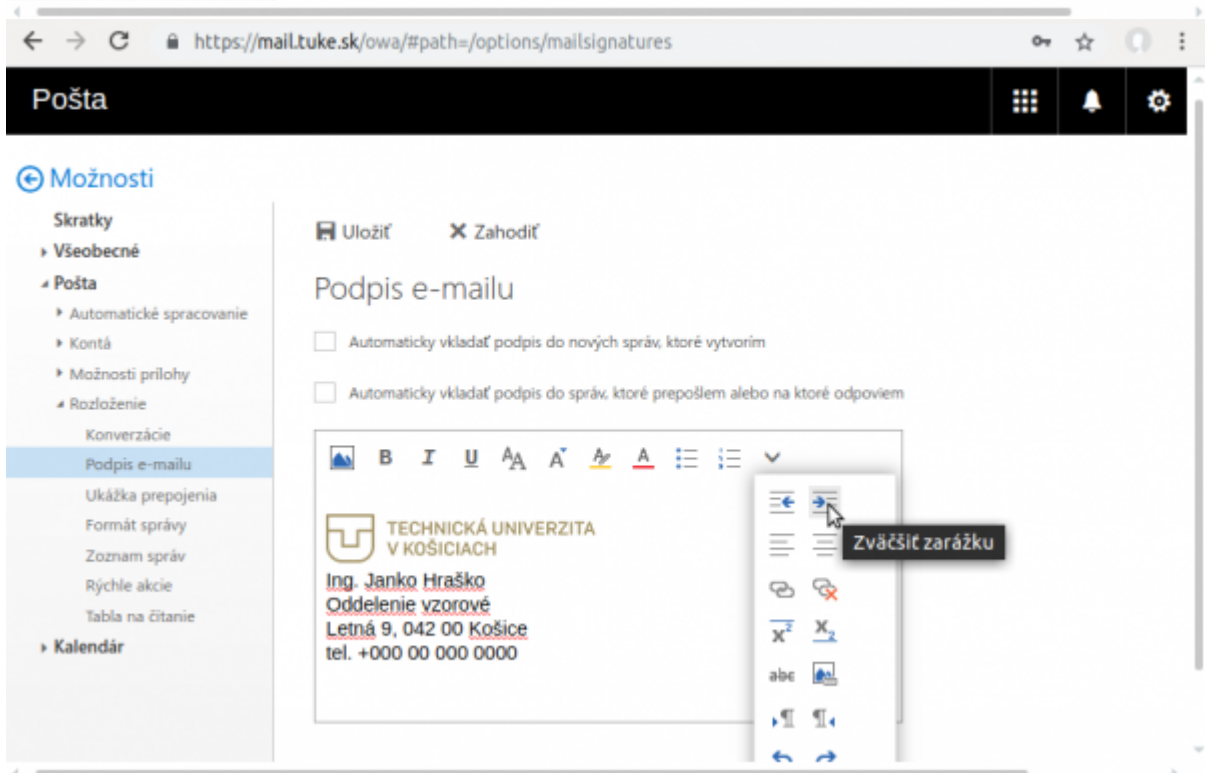 https://mail.tuke.sk/owa/#path=/options/mailsignatures
Pošta
Možnosti
Skratky
Všeobecné
Pošta
Automatické spracovanie
Kontá
Možnosti prílohy
Rozloženie
Konverzácie
Podpis e-mailu
Ukážka prepojenia
Formát správy
Zoznam správ
Rýchle akcie
Tabla na čítanie
Kalendár
Uložiť Zahodiť
Podpis e-mailu
Automaticky vkladať podpis do nových správ, ktoré vytvorím
Automaticky vkladať podpis do správ, ktoré prepošlem alebo na ktoré odpoviem
B I U AA A A
TECHNICKÁ UNIVERZITA
V KOŠICIACH
Ing. Janko Hraško
Oddelenie vzorové
Letná 9, 042 00 Košice
tel. +000 00 000 0000
Zväčšiť zarážku
x² x₂
abc